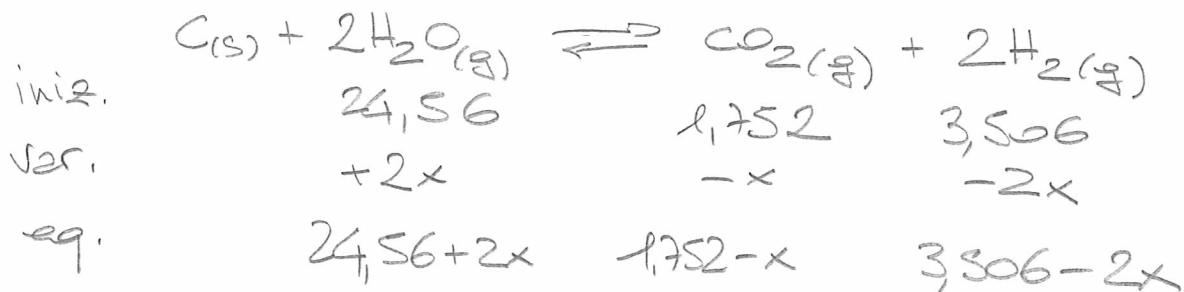 C(s) + 2H₂O(g) ⇌ CO₂(g) + 2H₂(g)
iniz. 24,56 1,752 3,506
var. +2x -x -2x
eq. 24,56+2x 1,752-x 3,506-2x